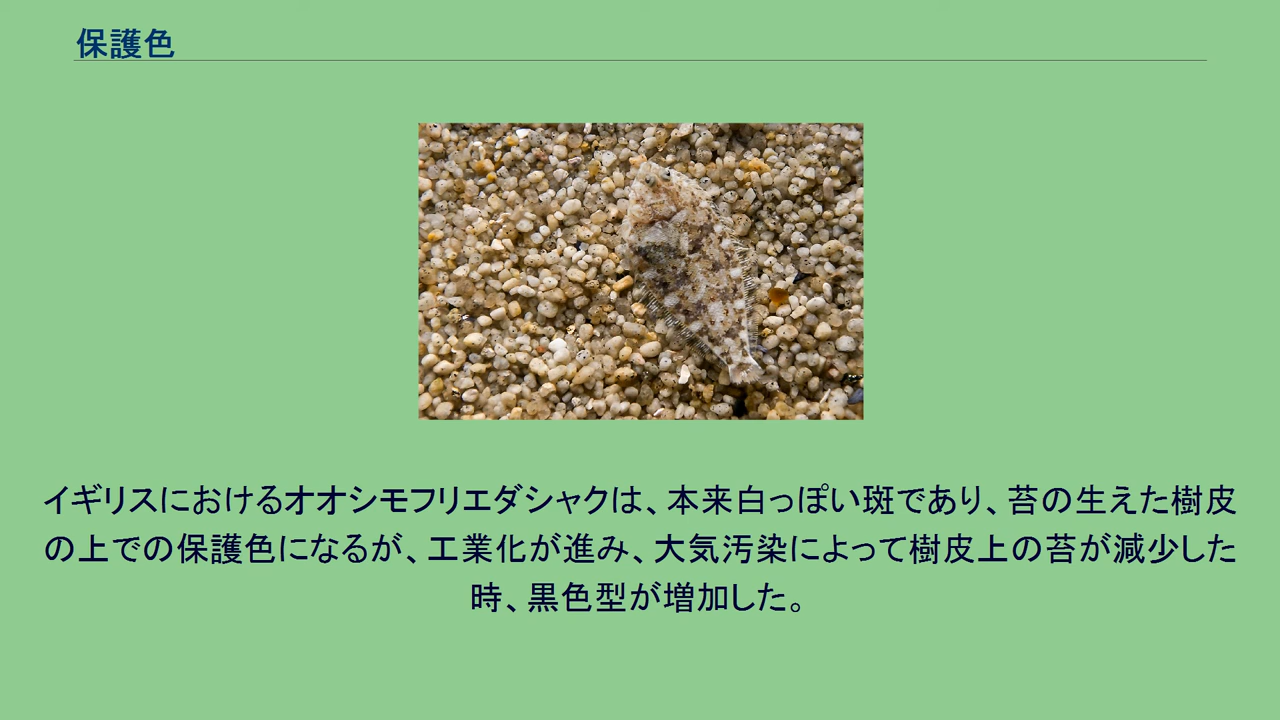 保護色
イギリスにおけるオオシモフリエダシャクは、本来白っぽい斑であり、苔の生えた樹皮
の上での保護色になるが、工業化が進み、大気汚染によって樹皮上の苔が減少した
時、黒色型が増加した。